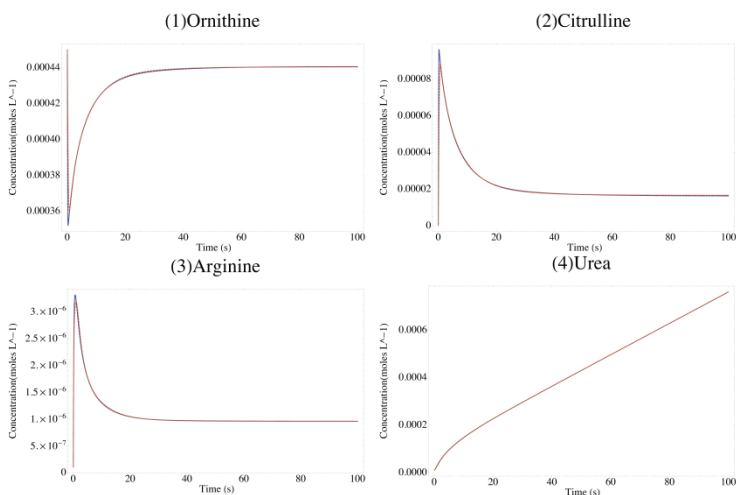 (1)Ornithine
(2)Citrulline
Concentration(moles L^−1)
0.00044
0.00042
0.00040
0.00038
0.00036
0 20 40 60 80 100
Time (s)
Concentration(moles L^−1)
0.00008
0.00006
0.00004
0.00002
0
0 20 40 60 80 100
Time (s)
(3)Arginine
(4)Urea
Concentration(moles L^−1)
3.×10^−6
2.5×10^−6
2.×10^−6
1.5×10^−6
1.×10^−6
5.×10^−7
0
0 20 40 60 80 100
Time (s)
Concentration(moles L^−1)
0.0006
0.0004
0.0002
0.0000
0 20 40 60 80 100
Time (s)